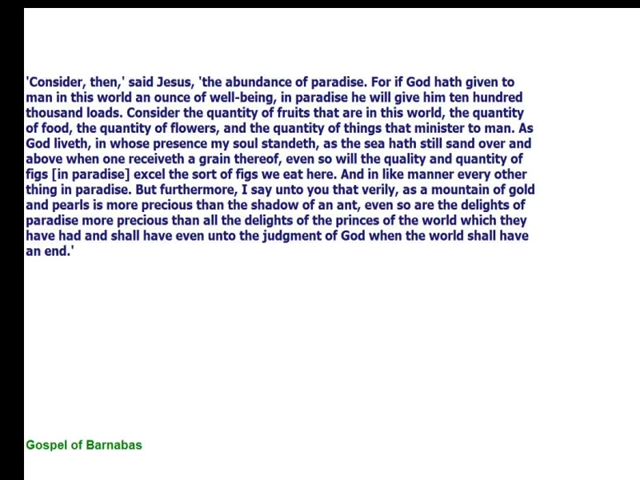 'Consider, then,' said Jesus, 'the abundance of paradise. For if God hath given to
man in this world an ounce of well-being, in paradise he will give him ten hundred
thousand loads. Consider the quantity of fruits that are in this world, the quantity
of food, the quantity of flowers, and the quantity of things that minister to man. As
God liveth, in whose presence my soul standeth, as the sea hath still sand over and
above when one receiveth a grain thereof, even so will the quality and quantity of
figs [in paradise] excel the sort of figs we eat here. And in like manner every other
thing in paradise. But furthermore, I say unto you that verily, as a mountain of gold
and pearls is more precious than the shadow of an ant, even so are the delights of
paradise more precious than all the delights of the princes of the world which they
have had and shall have even unto the judgment of God when the world shall have
an end.'
Gospel of Barnabas